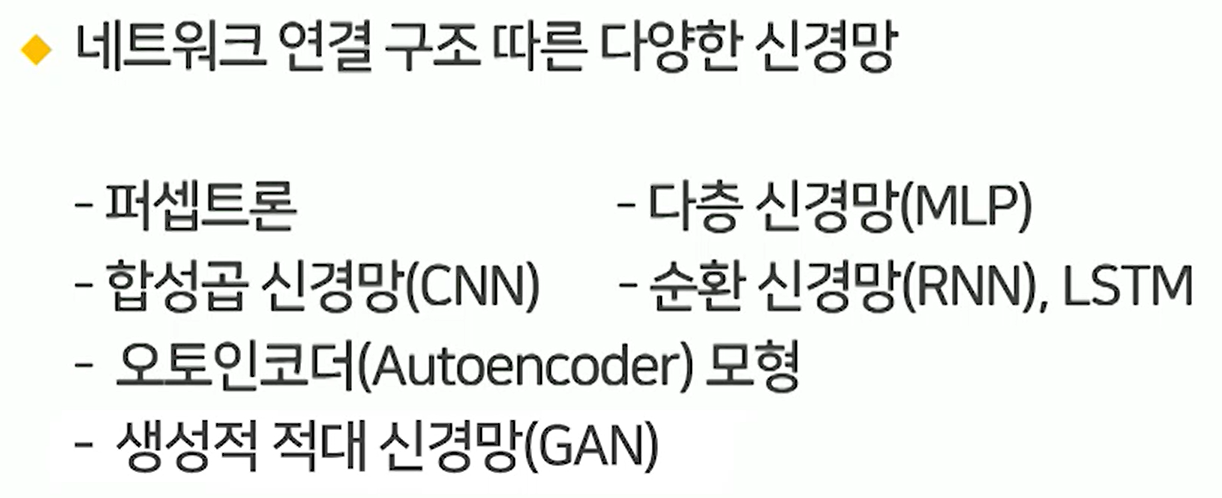 ◆ 네트워크 연결 구조 따른 다양한 신경망
- 퍼셉트론 - 다층 신경망(MLP)
- 합성곱 신경망(CNN) - 순환 신경망(RNN), LSTM
- 오토인코더(Autoencoder) 모형
- 생성적 적대 신경망(GAN)